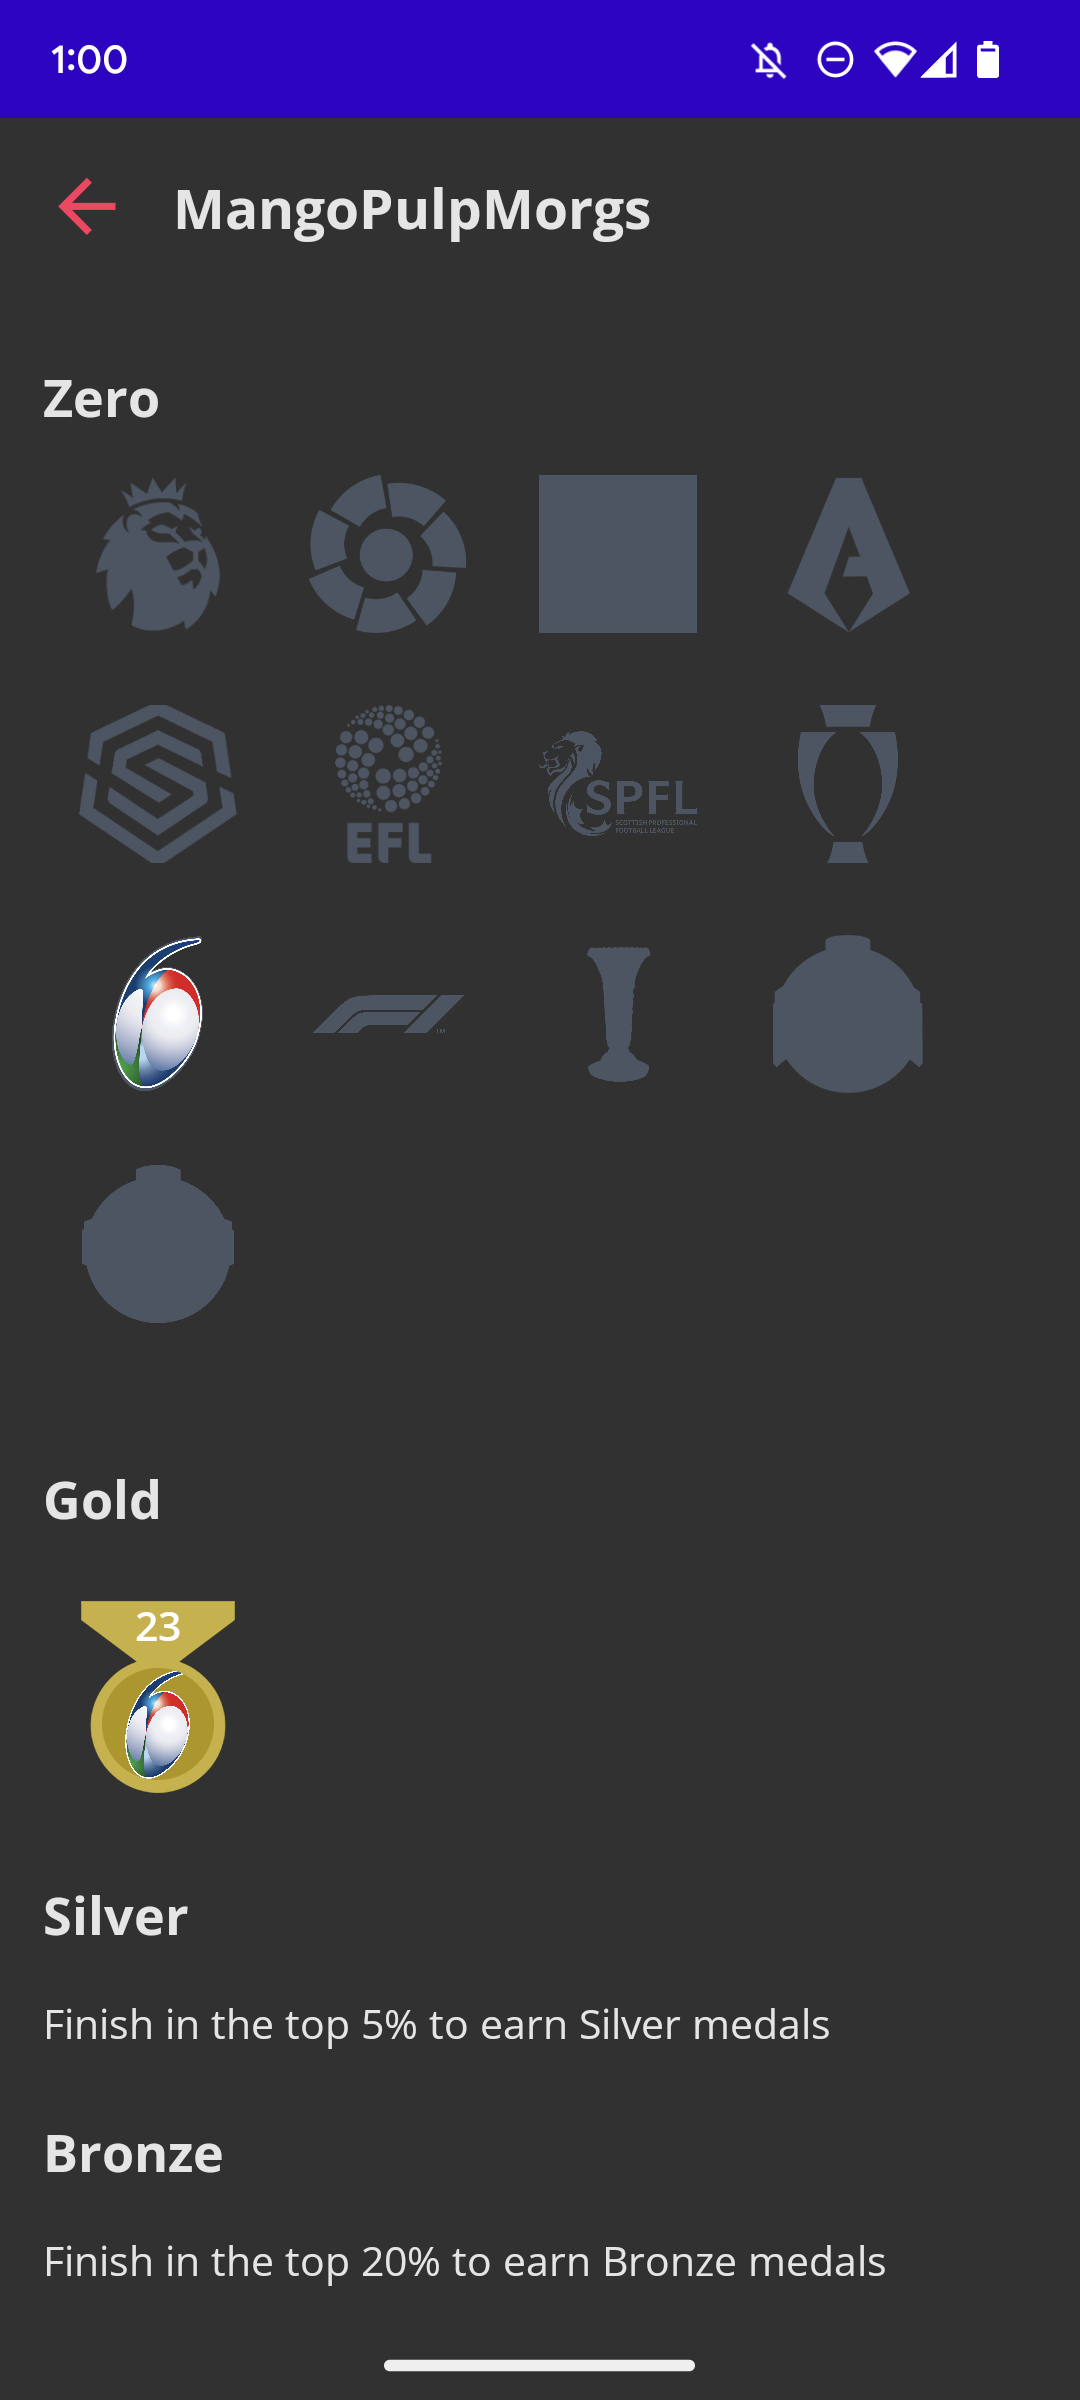 1:00
MangoPulpMorgs
Zero
EFL
SPFL
SCOTTISH PROFESSIONAL
FOOTBALL LEAGUE
TM
Gold
23
Silver
Finish in the top 5% to earn Silver medals
Bronze
Finish in the top 20% to earn Bronze medals